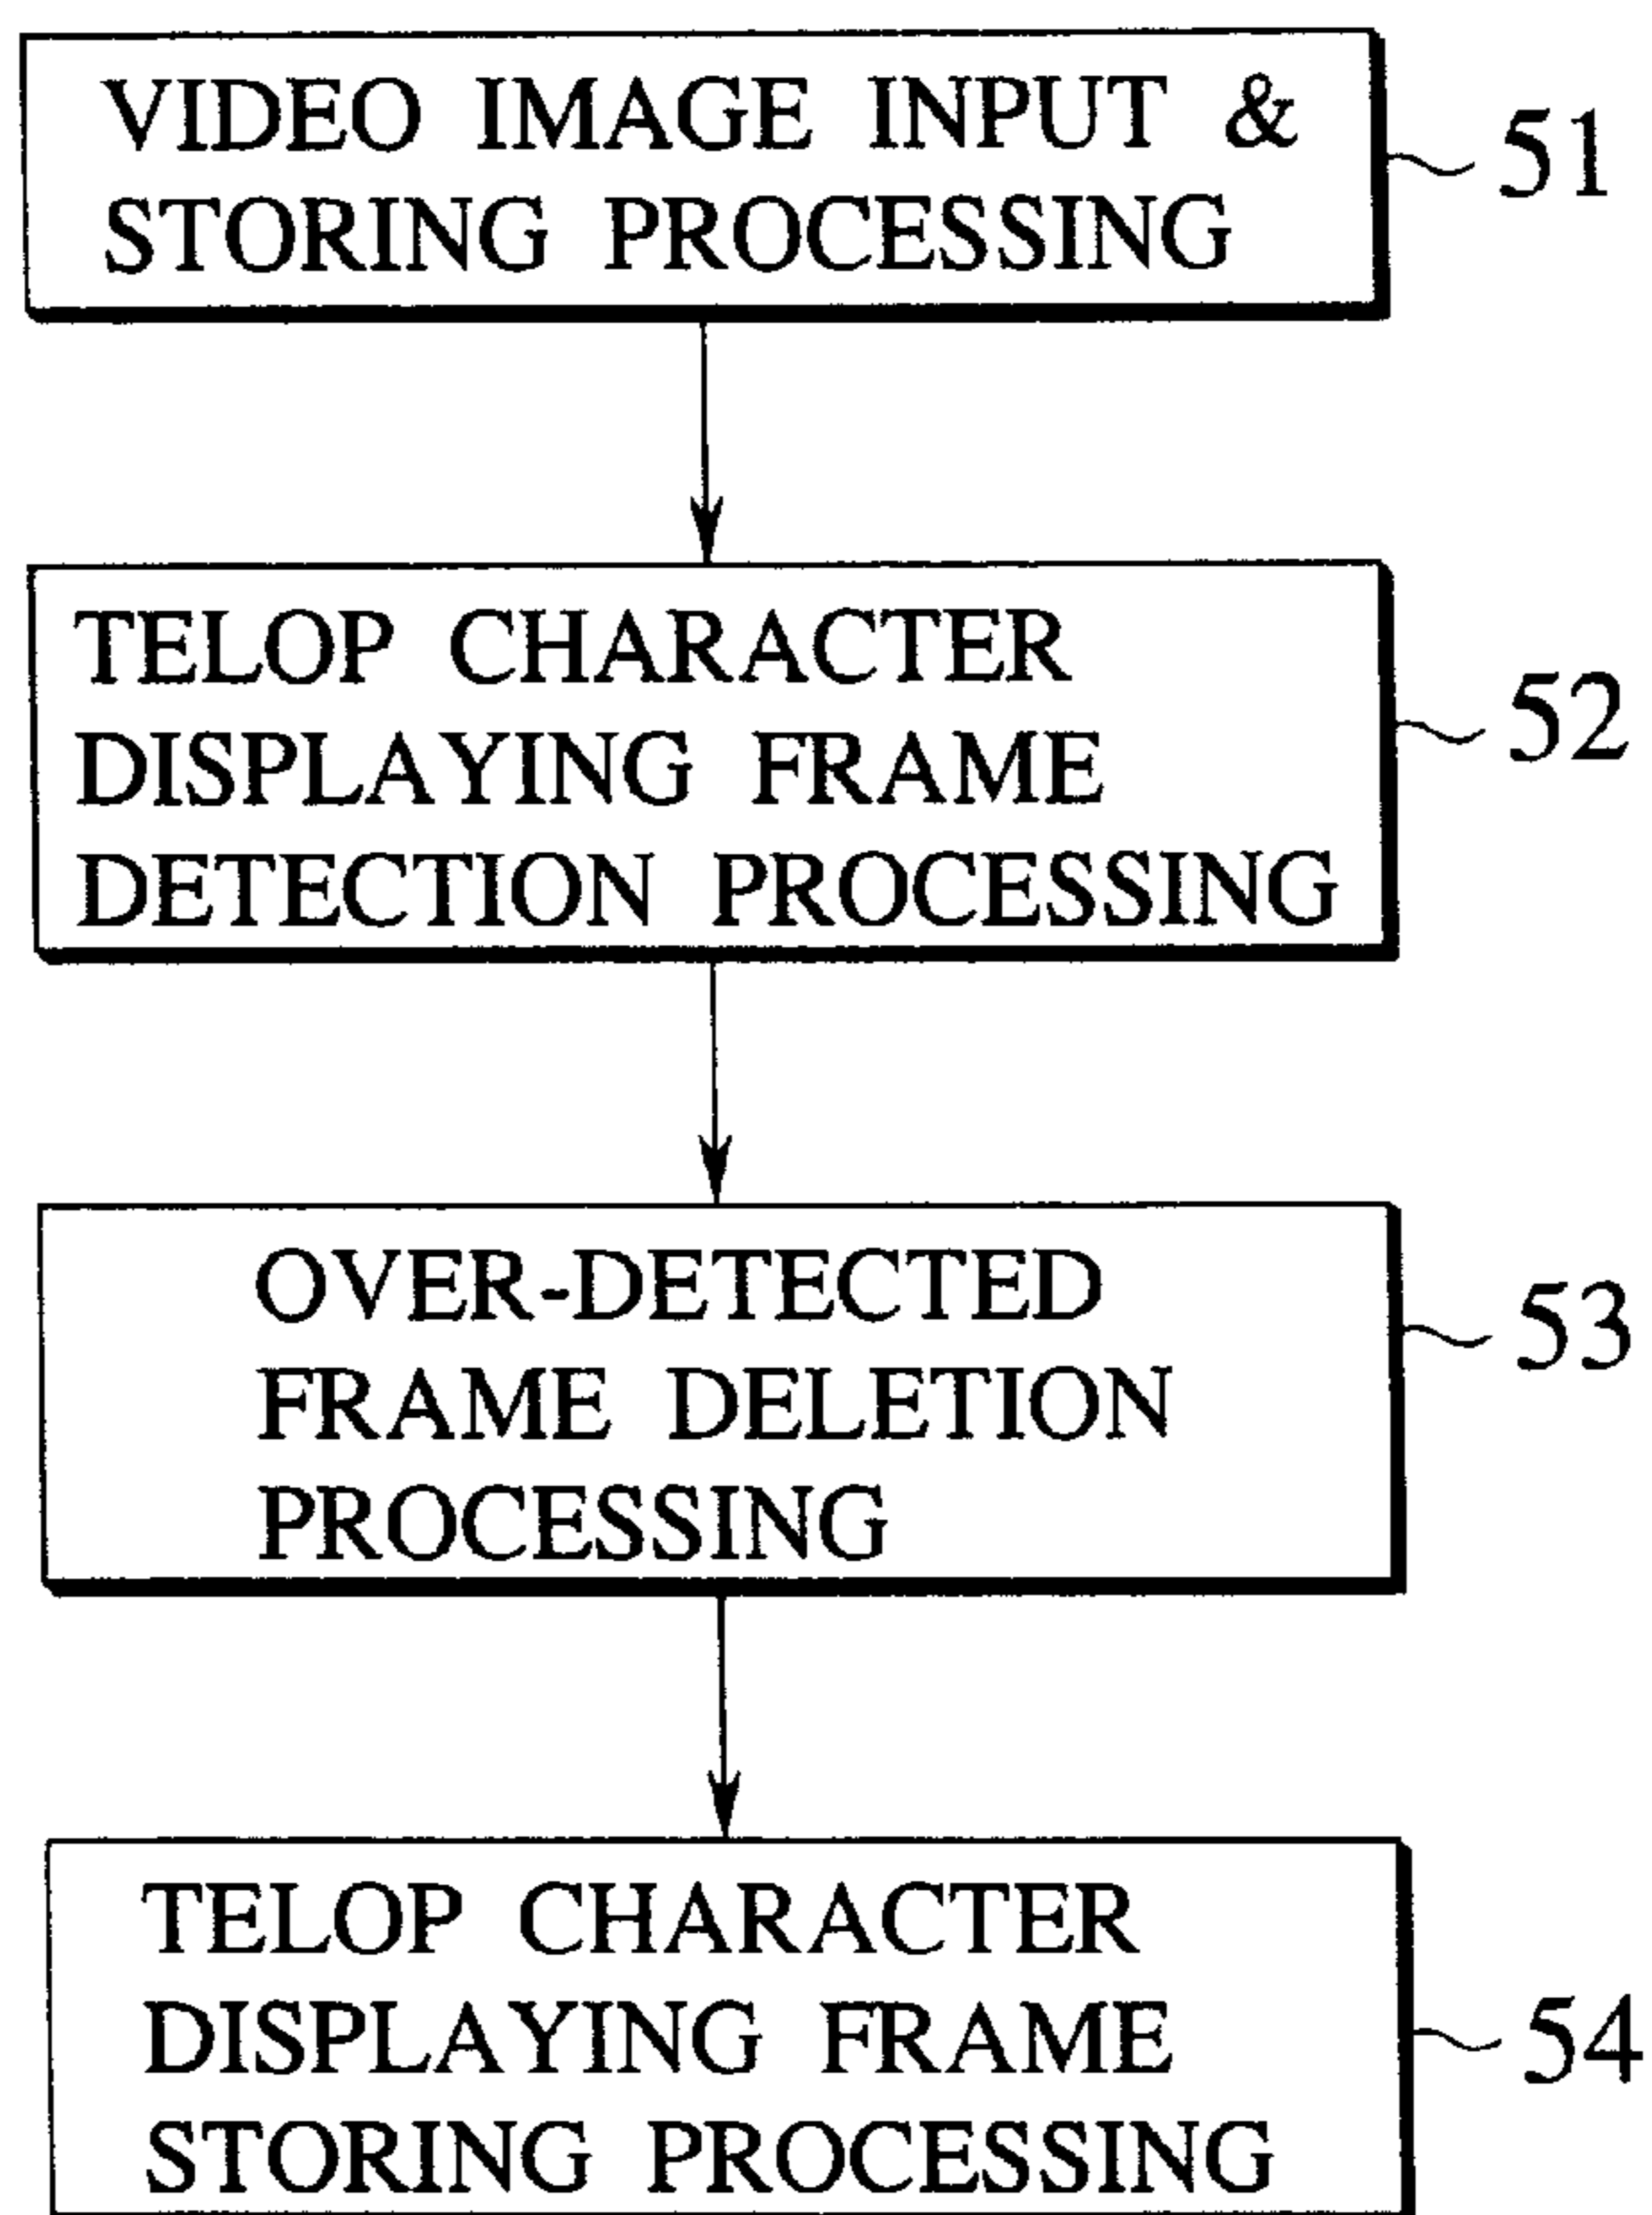 VIDEO IMAGE INPUT &
STORING PROCESSING
51
TELOP CHARACTER
DISPLAYING FRAME
DETECTION PROCESSING
52
OVER-DETECTED
FRAME DELETION
PROCESSING
53
TELOP CHARACTER
DISPLAYING FRAME
STORING PROCESSING
54